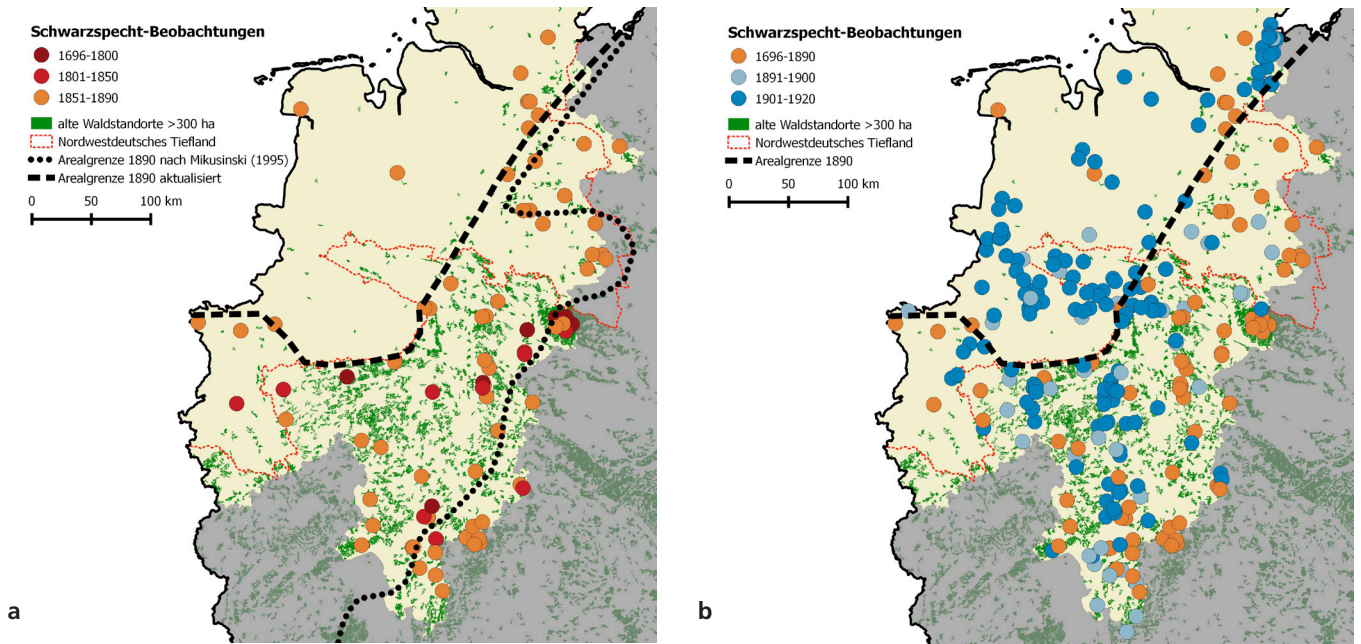 Schwarzspecht-Beobachtungen
1696-1800
1801-1850
1851-1890
alte Waldstandorte >300 ha
Nordwestdeutsches Tiefland
Arealgrenze 1890 nach Mikusinski (1995)
Arealgrenze 1890 aktualisiert
0 50 100 km
a
Schwarzspecht-Beobachtungen
1696-1890
1891-1900
1901-1920
alte Waldstandorte >300 ha
Nordwestdeutsches Tiefland
Arealgrenze 1890
0 50 100 km
b